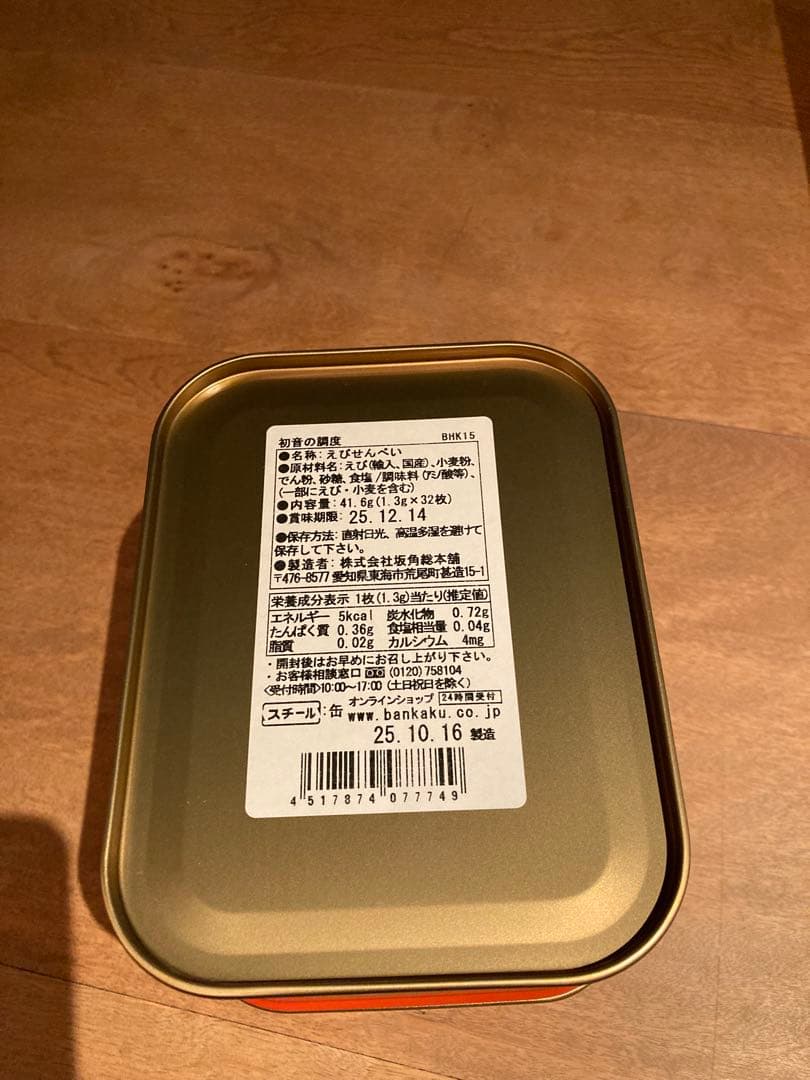 初音の調度 BHK15
●名称：えびせんべい
●原材料名：えび(輸入、国産)、小麦粉、
でん粉、砂糖、食塩/調味料(アミノ酸等)、
(一部にえび・小麦を含む)
●内容量：41.6g(1.3g×32枚)
●賞味期限：25.12.14
●保存方法：直射日光、高温多湿を避けて
保存して下さい。
●製造者：株式会社坂角総本舗
〒476-8577 愛知県東海市荒尾町甚造15-1
栄養成分表示 1枚(1.3g)当たり(推定値)
エネルギー 5kcal 炭水化物 0.72g
たんぱく質 0.36g 食塩相当量 0.04g
脂質 0.02g カルシウム 4mg
・開封後はお早めにお召し上がり下さい。
・お客様相談窓口 (0120)758104
<受付時間>10:00～17:00 (土日祝日を除く)
オンラインショップ 24時間受付
スチール：缶 www.bankaku.co.jp
25.10.16 製造
4 517874 077749